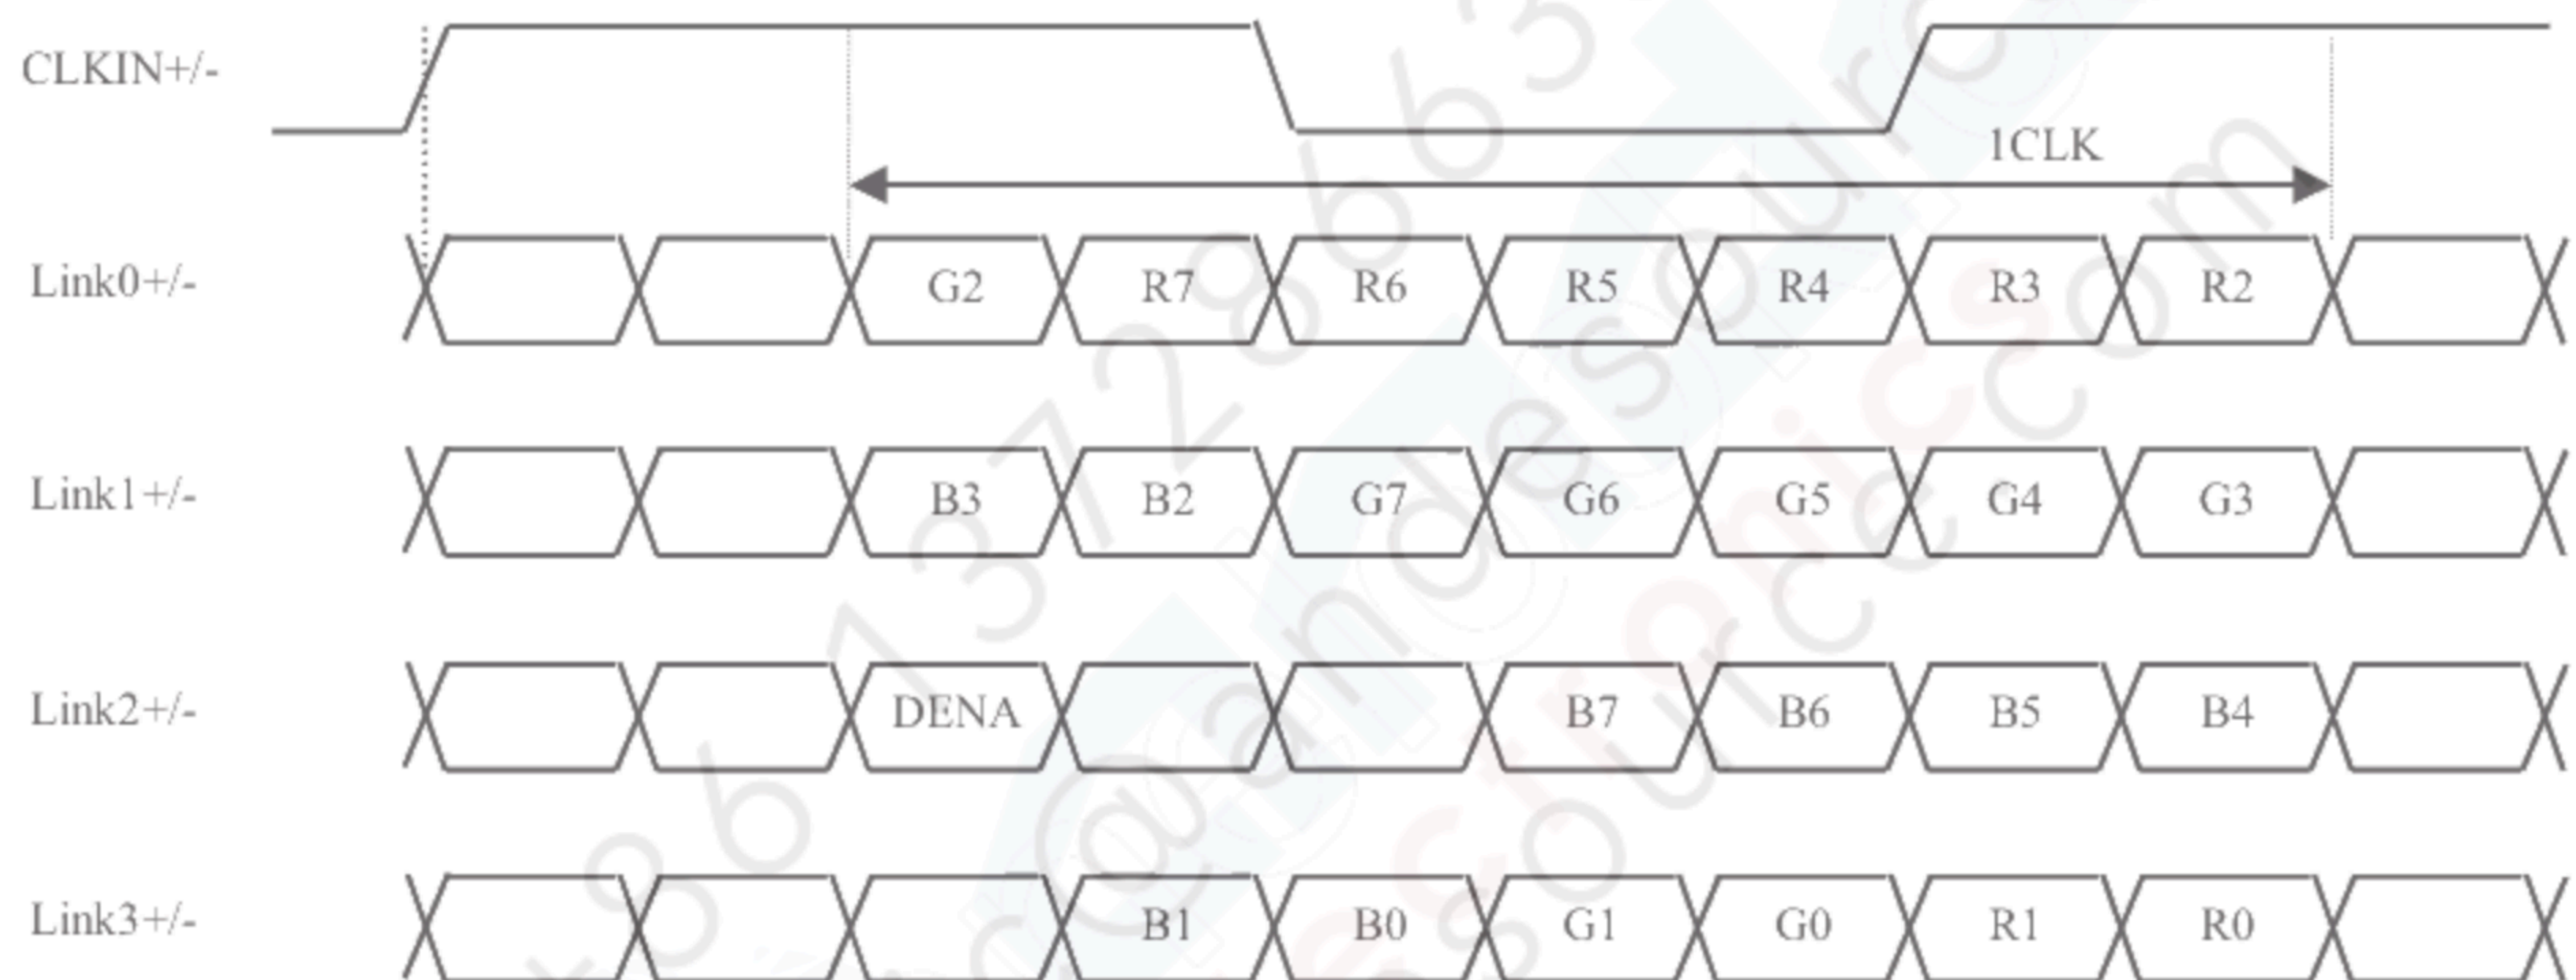 CLKIN+/-
1CLK
Link0+/- G2 R7 R6 R5 R4 R3 R2
Link1+/- B3 B2 G7 G6 G5 G4 G3
Link2+/- DENA B7 B6 B5 B4
Link3+/- B1 B0 G1 G0 R1 R0